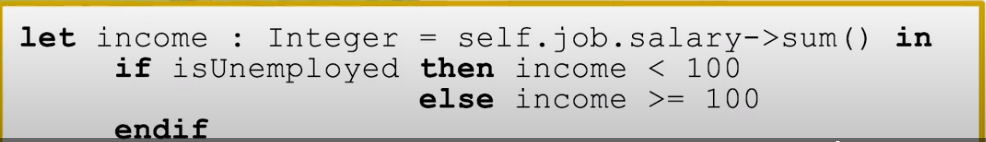 let income : Integer = self.job.salary->sum() in
if isUnemployed then income < 100
else income >= 100
endif